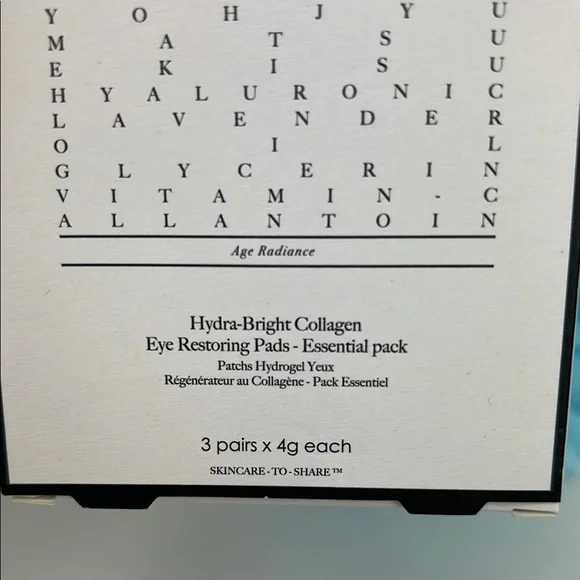 Y O H J Y U
M A T S U
E K I S U
H Y A L U R O N I C
L A V E N D E R
O I L
G L Y C E R I N
V I T A M I N - C
A L L A N T O I N
Age Radiance
Hydra-Bright Collagen
Eye Restoring Pads - Essential pack
Patchs Hydrogel Yeux
Régénérateur au Collagène - Pack Essentiel
3 pairs x 4g each
SKINCARE - TO - SHARE™